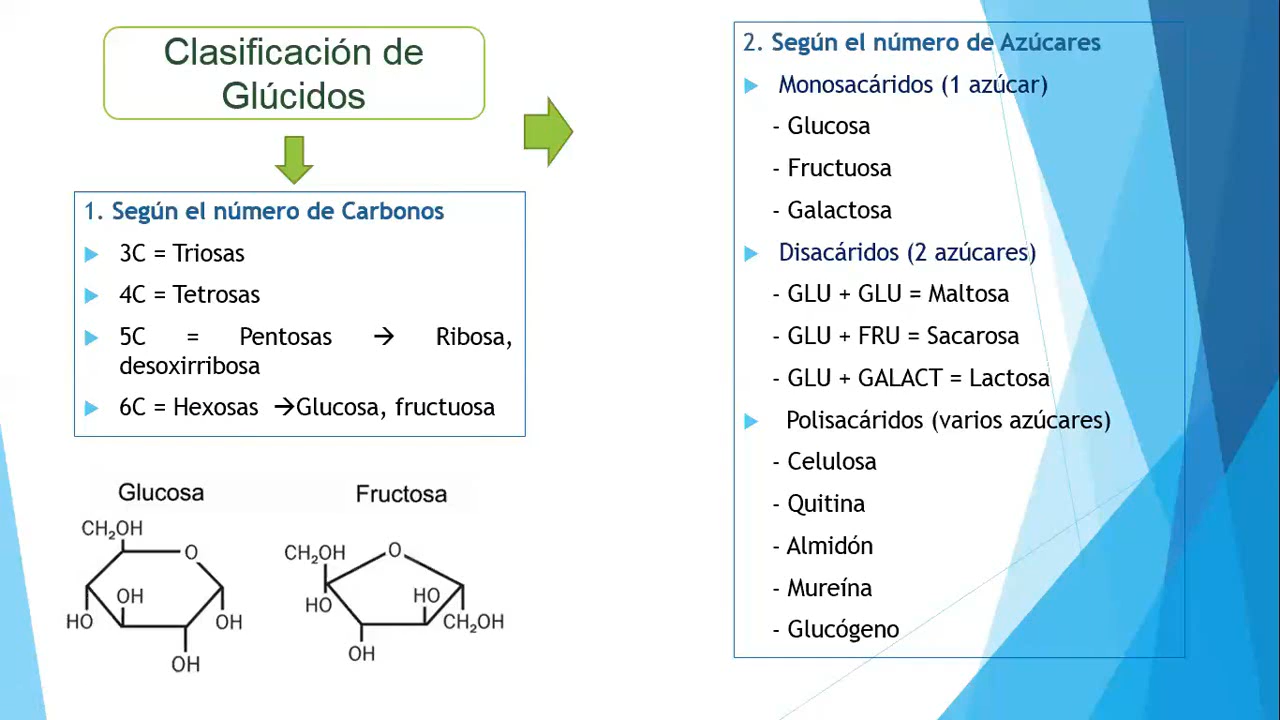 Clasificación de
Glúcidos
1. Según el número de Carbonos
3C = Triosas
4C = Tetrosas
5C = Pentosas → Ribosa,
desoxirribosa
6C = Hexosas →Glucosa, fructuosa
Glucosa
CH₂OH
O
OH
HO
OH
OH
Fructosa
CH₂OH
O
HO
HO
CH₂OH
OH
2. Según el número de Azúcares
Monosacáridos (1 azúcar)
- Glucosa
- Fructuosa
- Galactosa
Disacáridos (2 azúcares)
- GLU + GLU = Maltosa
- GLU + FRU = Sacarosa
- GLU + GALACT = Lactosa
Polisacáridos (varios azúcares)
- Celulosa
- Quitina
- Almidón
- Mureína
- Glucógeno